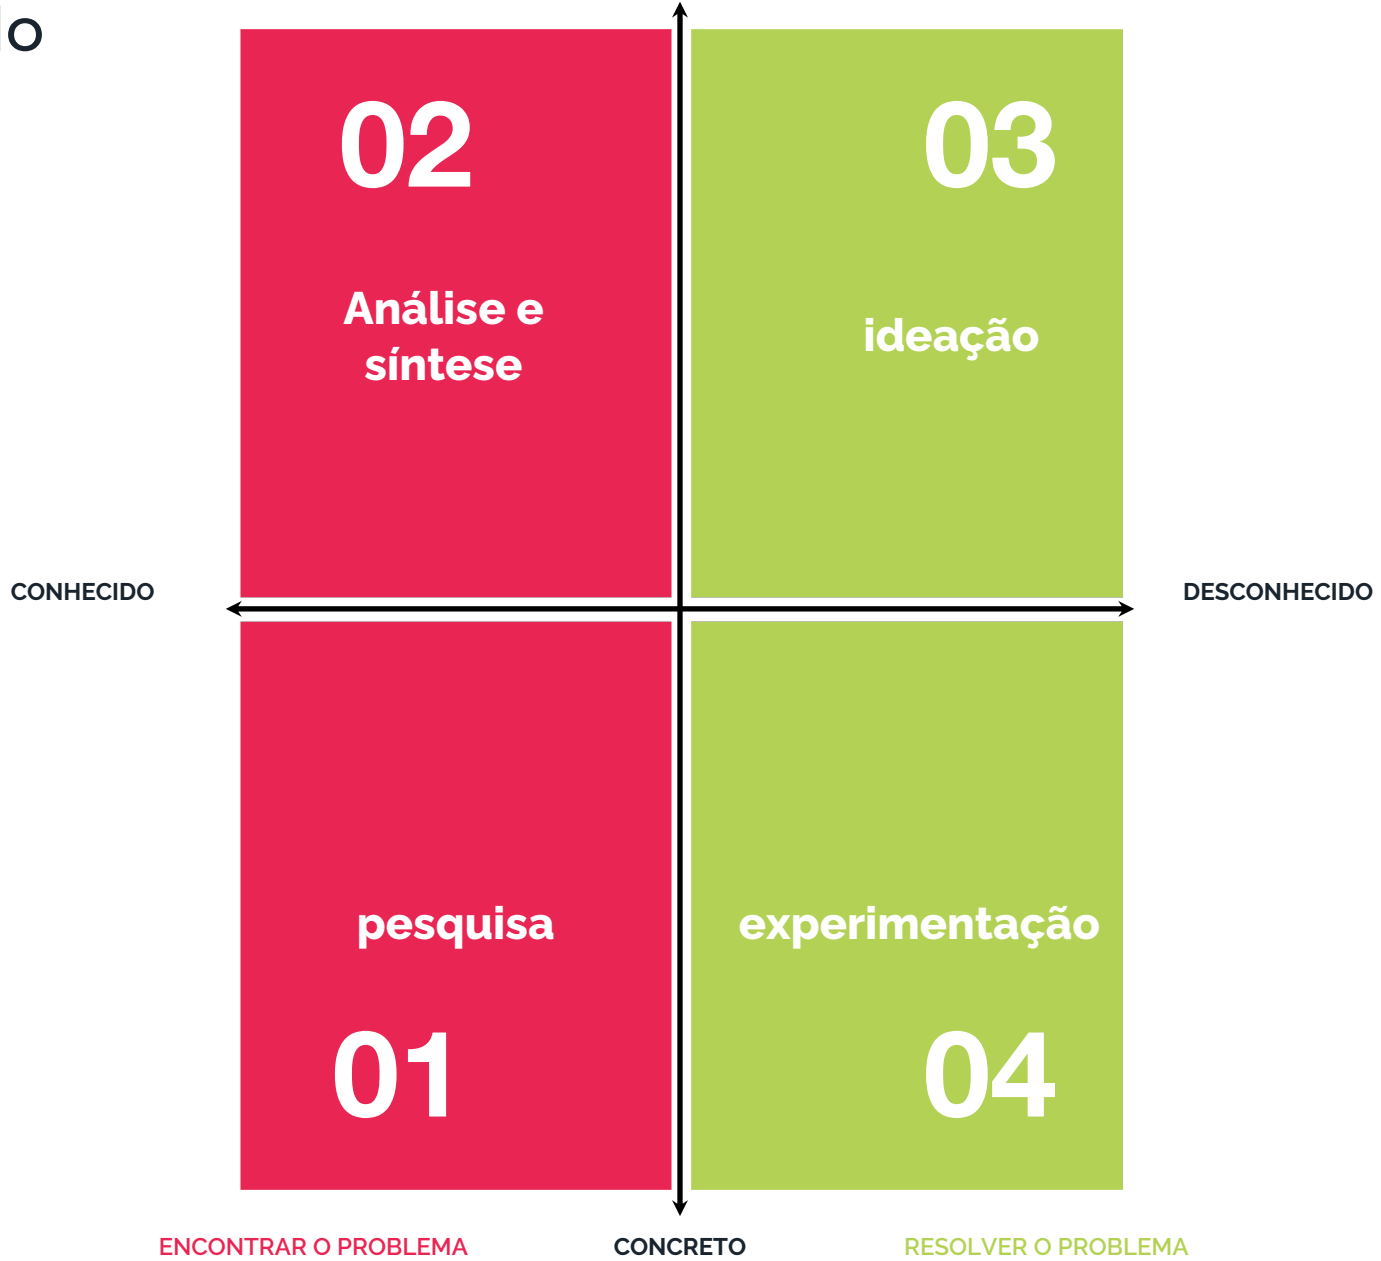 o
02
03
Análise e
síntese
ideação
CONHECIDO
DESCONHECIDO
pesquisa
experimentação
01
04
ENCONTRAR O PROBLEMA
CONCRETO
RESOLVER O PROBLEMA